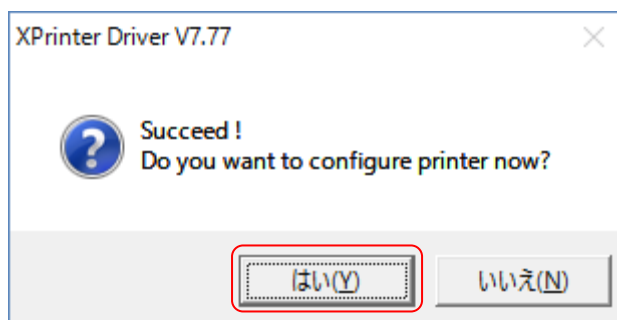 XPrinter Driver V7.77
Succeed !
Do you want to configure printer now?
はい(Y)
いいえ(N)